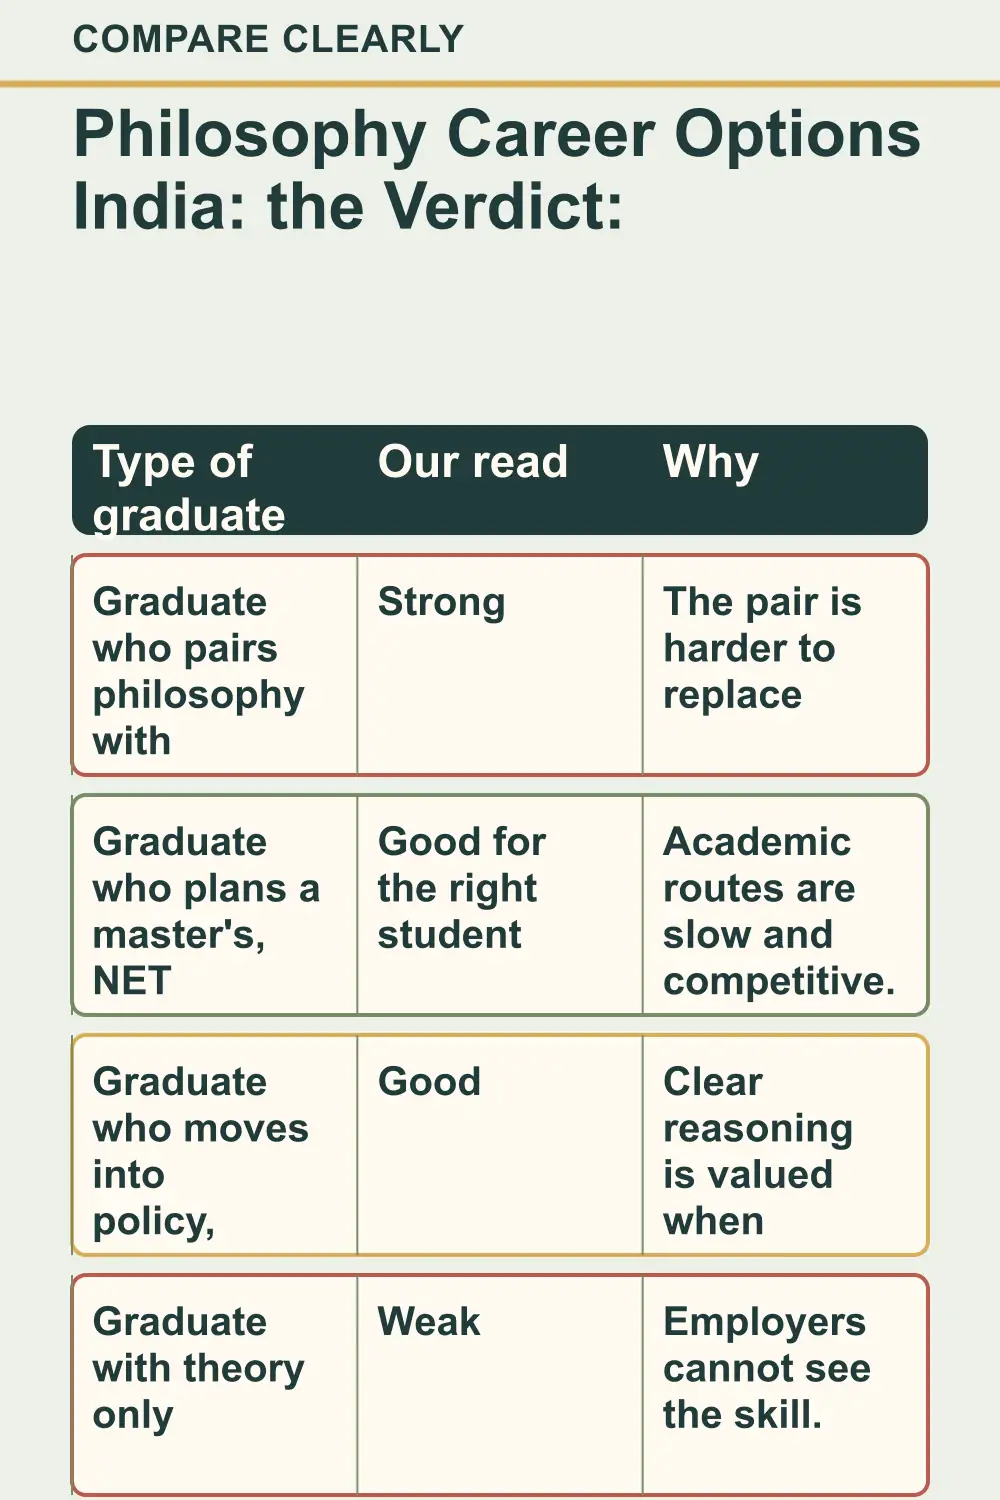 COMPARE CLEARLY
Philosophy Career Options
India: the Verdict:
Type of
graduate
Our read
Why
Graduate
who pairs
philosophy
with
Strong
The pair is
harder to
replace
Graduate
who plans a
master's,
NET
Good for
the right
student
Academic
routes are
slow and
competitive.
Graduate
who moves
into
policy,
Good
Clear
reasoning
is valued
when
Graduate
with theory
only
Weak
Employers
cannot see
the skill.